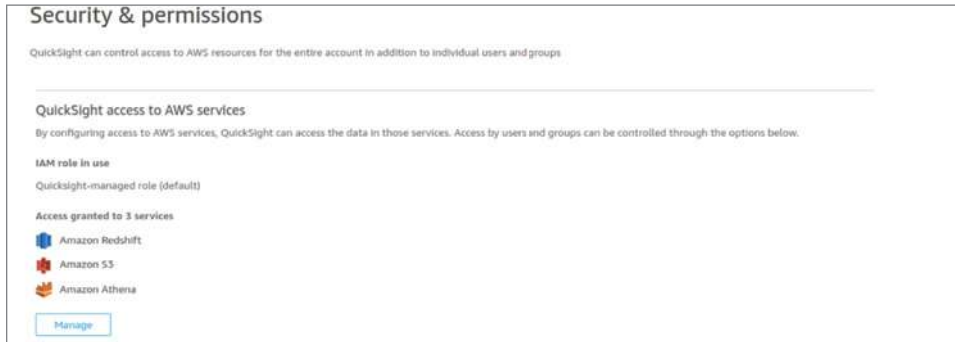 Security & permissions
QuickSight can control access to AWS resources for the entire account in addition to individual users and groups
QuickSight access to AWS services
By configuring access to AWS services, QuickSight can access the data in those services. Access by users and groups can be controlled through the options below.
IAM role in use
Quicksight-managed role (default)
Access granted to 3 services
Amazon Redshift
Amazon S3
Amazon Athena
Manage